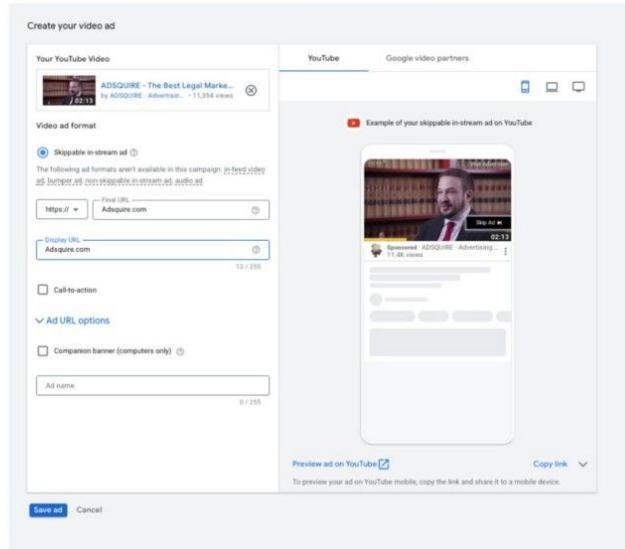 Create your video ad
Your YouTube Video
ADSQUIRE - The Best Legal Marke...
by ADSQUIRE - Advertisin... • 11,354 views
02:13
Video ad format
Skippable in-stream ad
The following ad formats aren't available in this campaign: in-feed video
ad, bumper ad, non-skippable in-stream ad, audio ad
https://
Final URL
Adsquire.com
Display URL
Adsquire.com
13 / 255
Call-to-action
Ad URL options
Companion banner (computers only)
Ad name
0 / 255
YouTube
Google video partners
Example of your skippable in-stream ad on YouTube
Skip Ad
02:13
Sponsored · ADSQUIRE - Advertising...
11.4K views
Preview ad on YouTube
Copy link
To preview your ad on YouTube mobile, copy the link and share it to a mobile device.
Save ad
Cancel